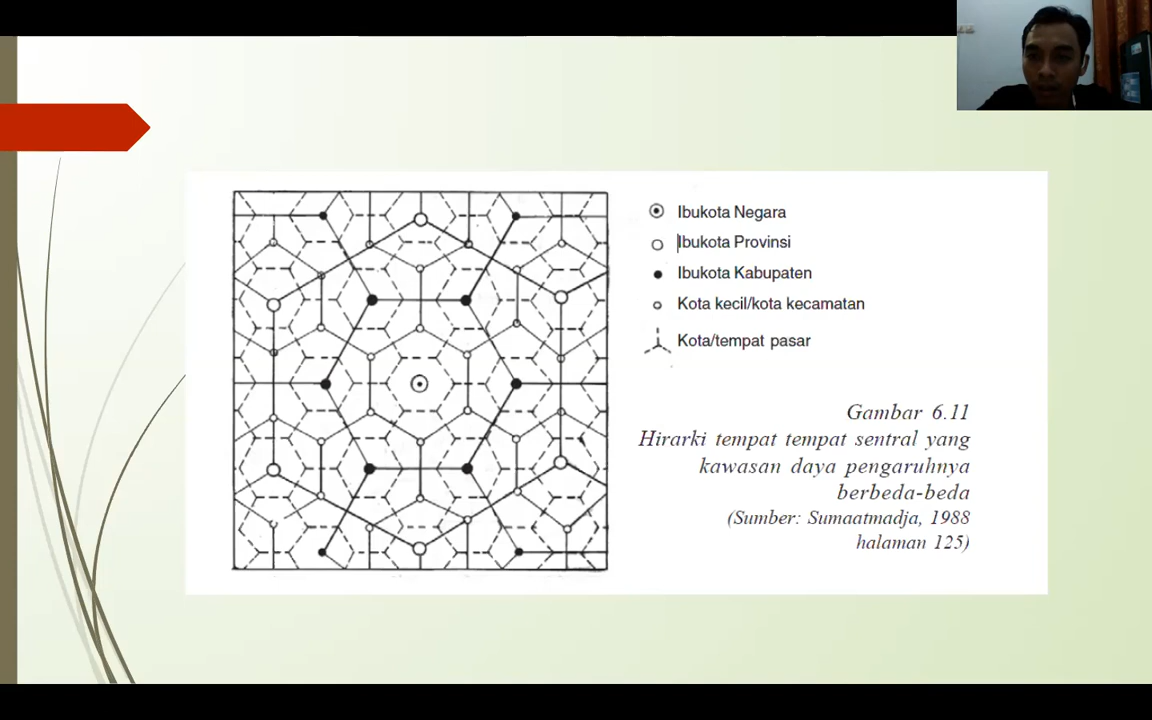 Ibukota Negara
Ibukota Provinsi
Ibukota Kabupaten
Kota kecil/kota kecamatan
Kota/tempat pasar
Gambar 6.11
Hirarki tempat tempat sentral yang
kawasan daya pengaruhnya
berbeda-beda
(Sumber: Sumaatmadja, 1988
halaman 125)